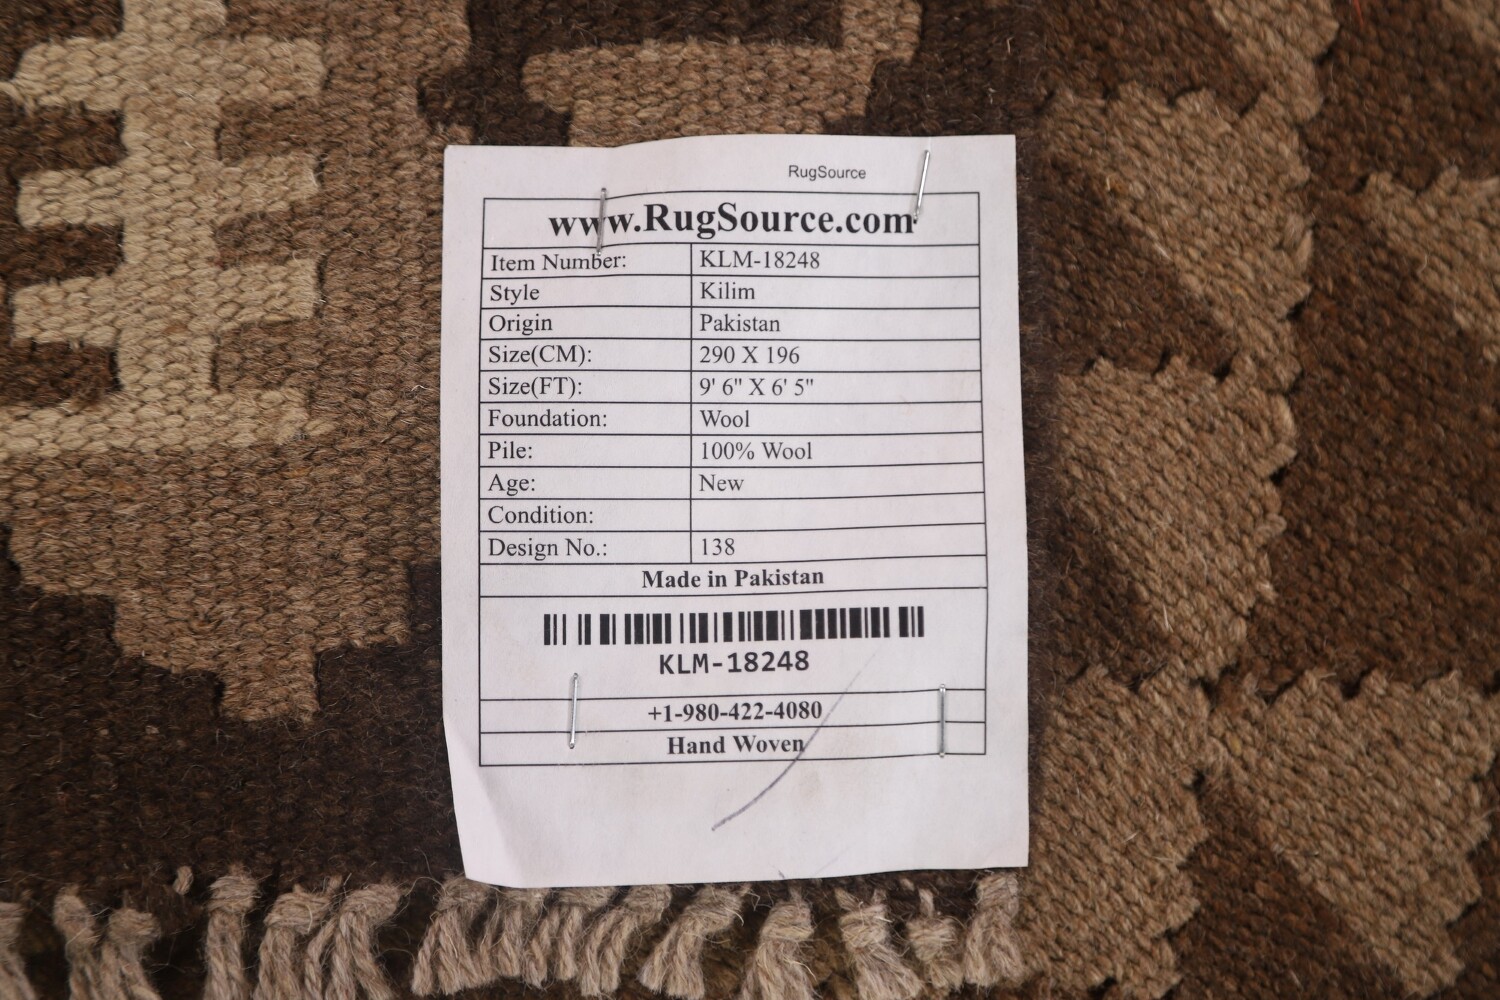 RugSource
www.RugSource.com
Item Number: KLM-18248
Style Kilim
Origin Pakistan
Size(CM): 290 X 196
Size(FT): 9' 6" X 6' 5"
Foundation: Wool
Pile: 100% Wool
Age: New
Condition:
Design No.: 138
Made in Pakistan
KLM-18248
+1-980-422-4080
Hand Woven